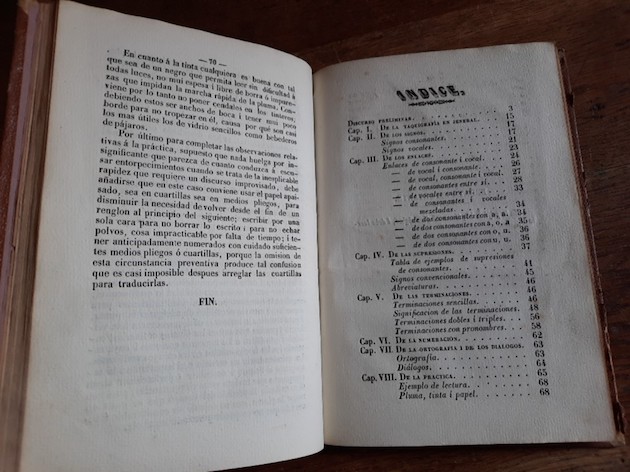 — 70 —
En cuanto á la tinta cualquiera es buena con tal
que sea de un negro que permita leer sin dificultad á
todas luces, no mui espesa i libre de borra ó impure-
zas que impidan la marcha rápida de la pluma. Con-
viene por lo tanto no poner cendales en los tinteros;
debiendo estos ser anchos de boca i tener mui poco
borde para no tropezar en él, causa por qué son casi
los mas útiles los de vidrio sencillos como bebederos
de pájaros.
Por último para completar las observaciones rela-
tivas á la práctica, supuesto que nada huelga por in-
significante que parezca de cuanto conduzca á escu-
sar entorpecimientos cuando se trata de la inesplicable
rapidez que requiere un discurso improvisado, debe
añadirse que en este caso conviene usar el papel apai-
sado, sea en cuartillas sea en medios pliegos, para
disminuir la necesidad de volver desde el fin de un
renglon al principio del siguiente; escribir por una
sola cara para no borrar lo escrito i para no echar
polvos, cosa impracticable por falta de tiempo; i te-
ner anticipadamente numerados con cuidado suficien-
tes medios pliegos ó cuartillas, porque la omision de
esta circunstancia preventiva produce tal confusion
que es casi imposible despues arreglar las cuartillas
para traducirlas.
FIN.
INDICE.
Discurso preliminar. 3
Cap. I. De la taquigrafía en general. 15
Cap. II. De los signos. 17
Signos consonantes. 17
Signos vocales. 21
Cap. III. De los enlaces. 23
Enlaces de consonante i vocal. 24
— de vocal i consonante. 26
— de vocal, consonante i vocal. 27
— de consonantes entre sí. 28
— de vocales entre sí. 33
— de consonantes i vocales
mezcladas. 34
— de dos consonantes con e, i. 34
— de dos consonantes con a, o, á 35
— de dos consonantes con o, u. 36
— de dos consonantes con u, u. 37
Cap. IV. De las supresiones.
Tabla de ejemplos de supresiones
de consonantes. 41
Signos convencionales. 45
Abreviaturas. 46
Cap. V. De las terminaciones. 46
Terminaciones sencillas. 46
Significacion de las terminaciones. 48
Terminaciones dobles i triples. 56
Terminaciones con pronombres. 58
Cap. VI. De la numeración. 62
Cap. VII. De la ortografía i de los diálogos. 63
Ortografía. 63
Diálogos. 64
Cap. VIII. De la práctica. 65
Ejemplo de lectura. 68
Pluma, tinta i papel. 68